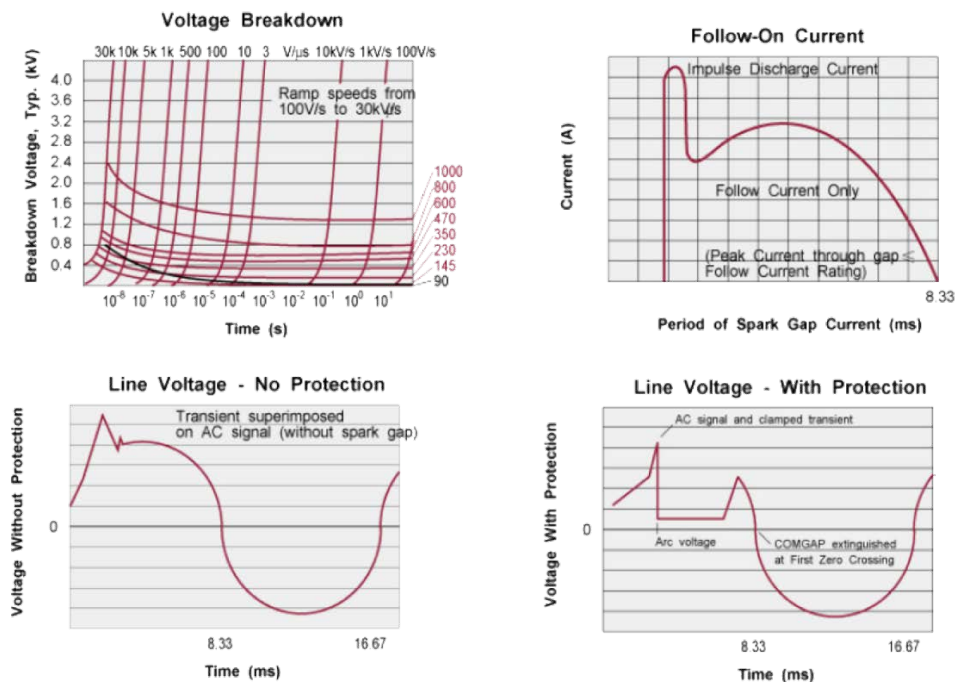 Voltage Breakdown
30k 10k 5k 1k 500 100 10 3 V/µs 10kV/s 1kV/s 100V/s
Breakdown Voltage, Typ. (kV)
4.0
3.6
3.2
2.8
2.4
2.0
1.6
1.2
0.8
0.4
Ramp speeds from
100V/s to 30kV/s
1000
800
600
470
350
230
145
90
10⁻⁸ 10⁻⁷ 10⁻⁶ 10⁻⁵ 10⁻⁴ 10⁻³ 10⁻² 10⁻¹ 10⁰ 10¹
Time (s)
Follow-On Current
Current (A)
Impulse Discharge Current
Follow Current Only
(Peak Current through gap ≤
Follow Current Rating)
8.33
Period of Spark Gap Current (ms)
Line Voltage - No Protection
Voltage Without Protection
Transient superimposed
on AC signal (without spark gap)
0
8.33 16 67
Time (ms)
Line Voltage - With Protection
Voltage With Protection
AC signal and clamped transient
0
Arc voltage
COMGAP extinguished
at First Zero Crossing
8.33 16 67
Time (ms)